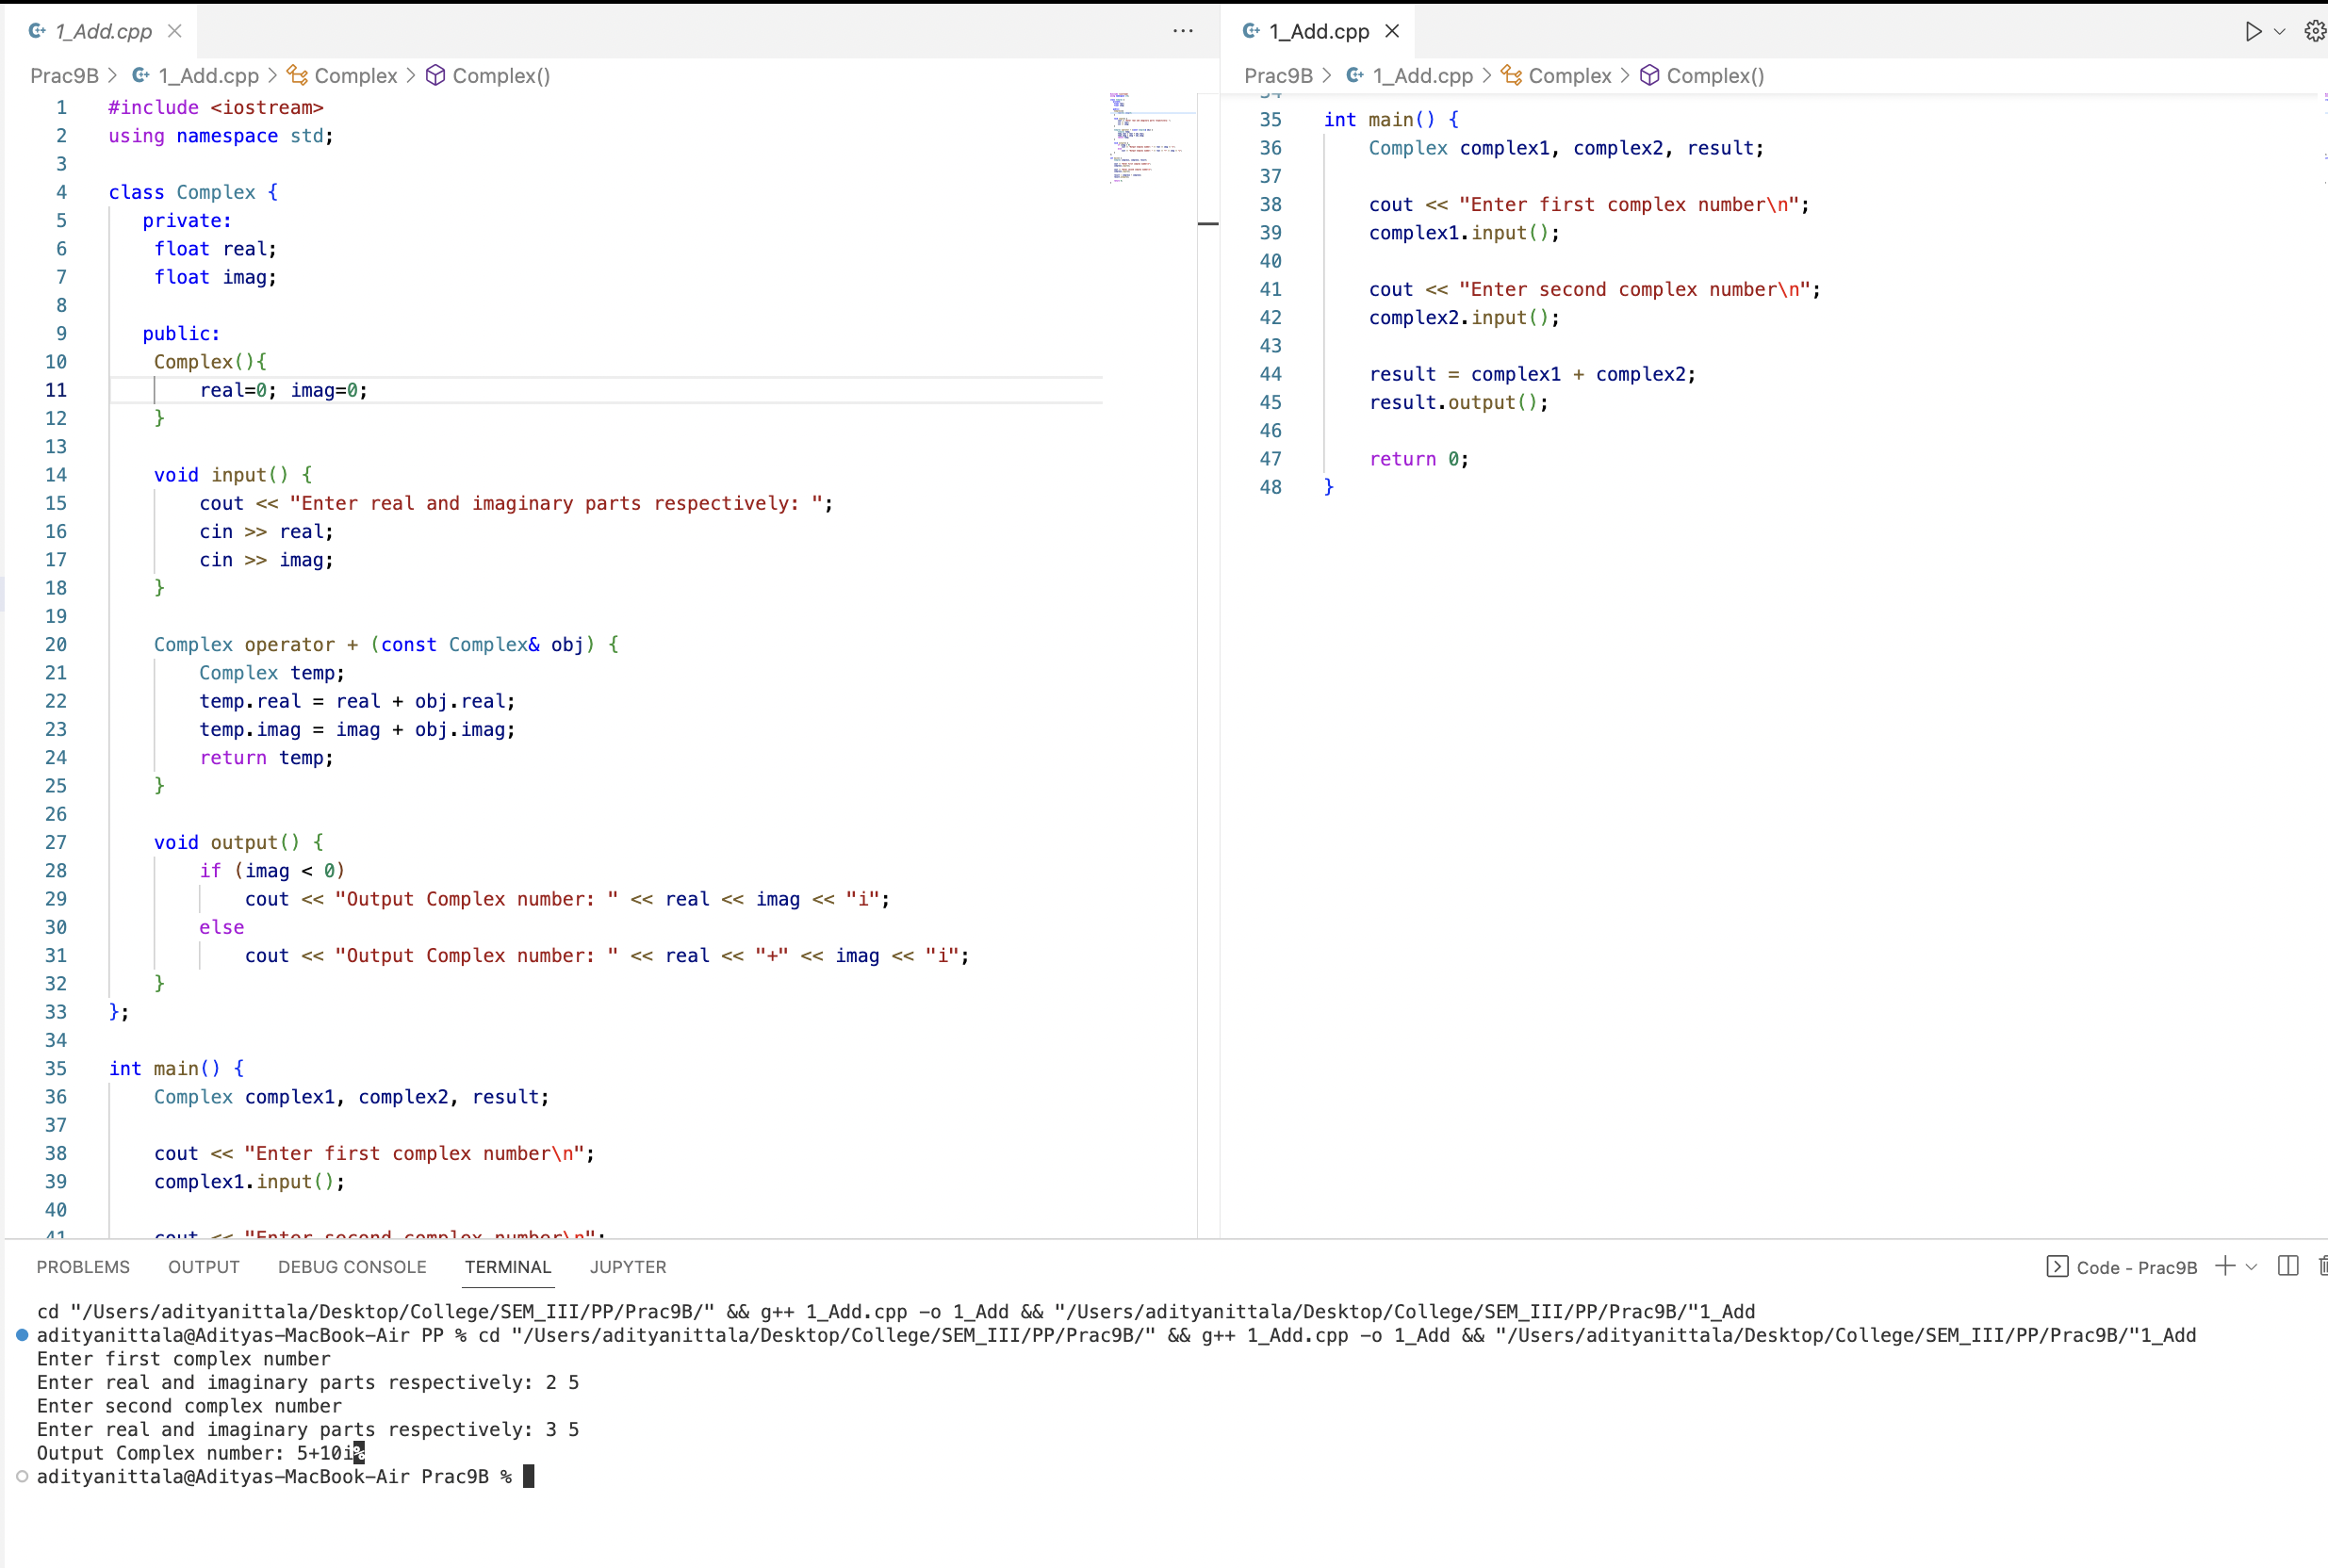 1_Add.cpp
Prac9B > 1_Add.cpp > Complex > Complex()
1 #include <iostream>
2 using namespace std;
3
4 class Complex {
5 private:
6 float real;
7 float imag;
8
9 public:
10 Complex(){
11 real=0; imag=0;
12 }
13
14 void input() {
15 cout << "Enter real and imaginary parts respectively: ";
16 cin >> real;
17 cin >> imag;
18 }
19
20 Complex operator + (const Complex& obj) {
21 Complex temp;
22 temp.real = real + obj.real;
23 temp.imag = imag + obj.imag;
24 return temp;
25 }
26
27 void output() {
28 if (imag < 0)
29 cout << "Output Complex number: " << real << imag << "i";
30 else
31 cout << "Output Complex number: " << real << "+" << imag << "i";
32 }
33 };
34
35 int main() {
36 Complex complex1, complex2, result;
37
38 cout << "Enter first complex number\n";
39 complex1.input();
40
41 cout << "Enter second complex number\n";
1_Add.cpp
Prac9B > 1_Add.cpp > Complex > Complex()
34
35 int main() {
36 Complex complex1, complex2, result;
37
38 cout << "Enter first complex number\n";
39 complex1.input();
40
41 cout << "Enter second complex number\n";
42 complex2.input();
43
44 result = complex1 + complex2;
45 result.output();
46
47 return 0;
48 }
PROBLEMS OUTPUT DEBUG CONSOLE TERMINAL JUPYTER Code - Prac9B
cd "/Users/adityanittala/Desktop/College/SEM_III/PP/Prac9B/" && g++ 1_Add.cpp -o 1_Add && "/Users/adityanittala/Desktop/College/SEM_III/PP/Prac9B/"1_Add
adityanittala@Adityas-MacBook-Air PP % cd "/Users/adityanittala/Desktop/College/SEM_III/PP/Prac9B/" && g++ 1_Add.cpp -o 1_Add && "/Users/adityanittala/Desktop/College/SEM_III/PP/Prac9B/"1_Add
Enter first complex number
Enter real and imaginary parts respectively: 2 5
Enter second complex number
Enter real and imaginary parts respectively: 3 5
Output Complex number: 5+10i%
adityanittala@Adityas-MacBook-Air Prac9B %